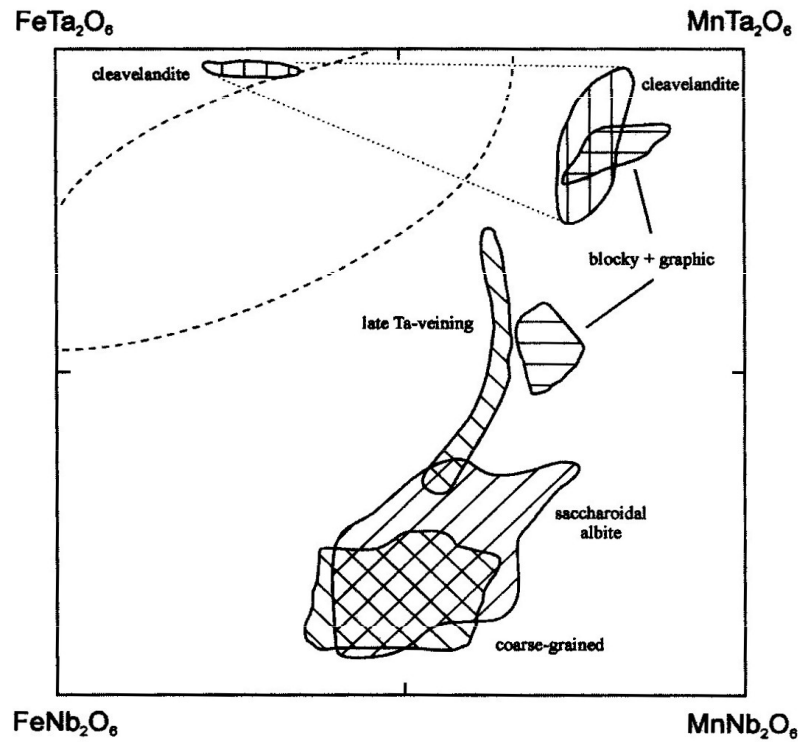 FeTa₂O₆
MnTa₂O₆
cleavelandite
cleavelandite
blocky + graphic
late Ta-veining
saccharoidal
albite
coarse-grained
FeNb₂O₆
MnNb₂O₆